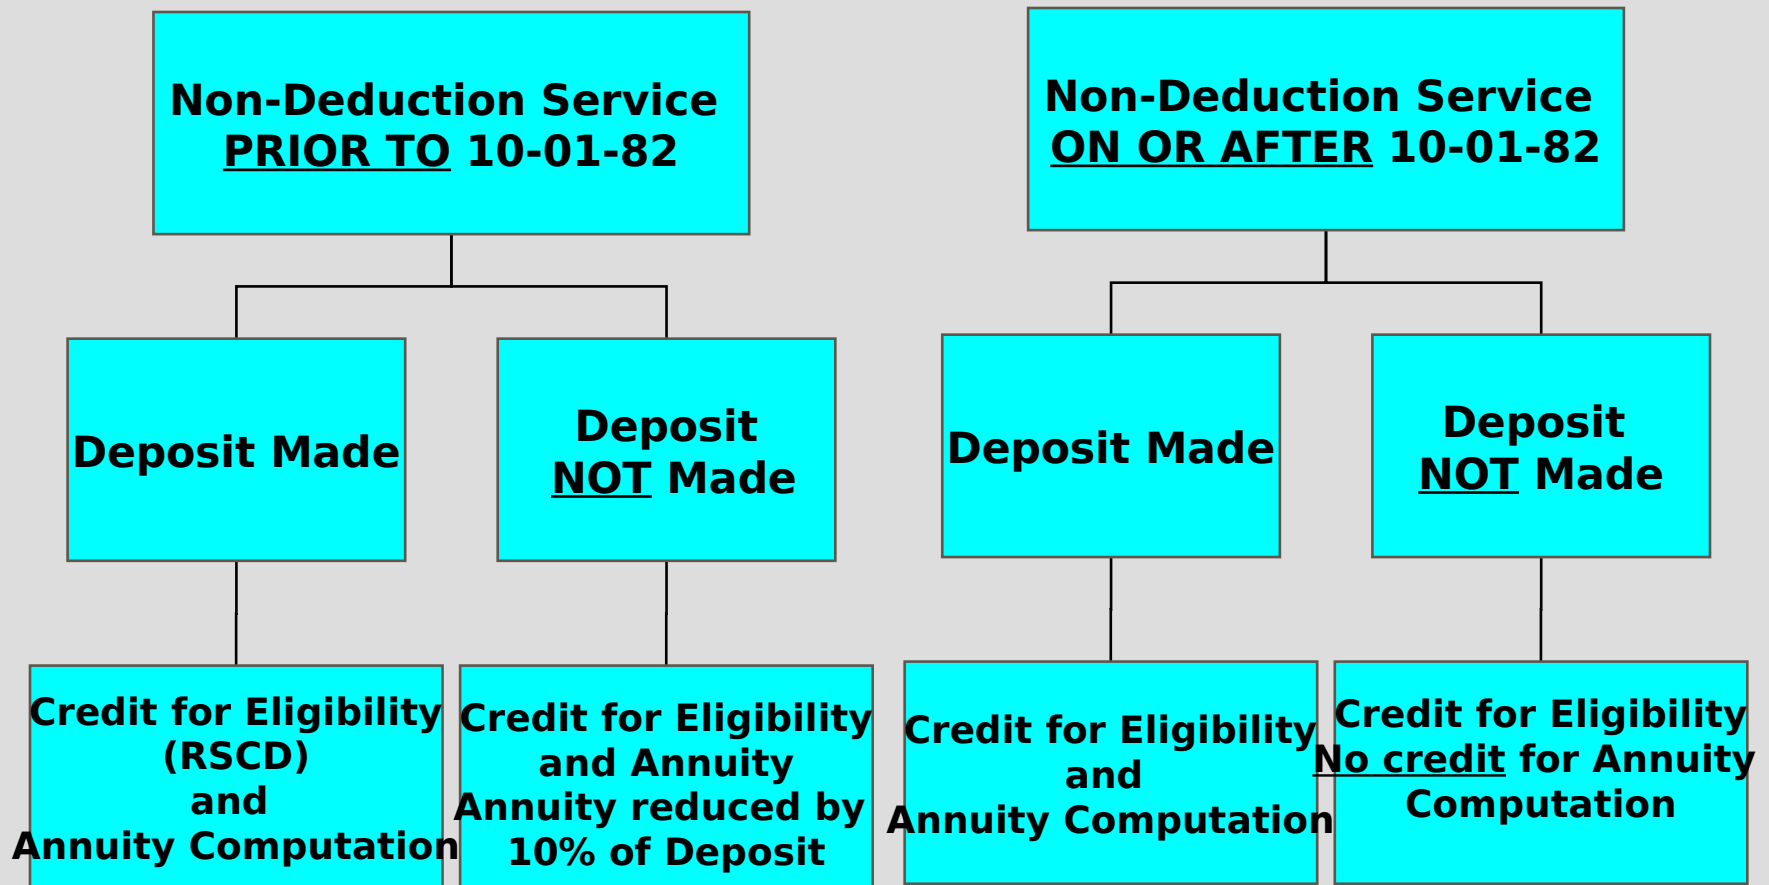 Non-Deduction Service
PRIOR TO 10-01-82
Non-Deduction Service
ON OR AFTER 10-01-82
Deposit Made
Deposit
NOT Made
Deposit Made
Deposit
NOT Made
Credit for Eligibility
(RSCD)
and
Annuity Computation
Credit for Eligibility
and Annuity
Annuity reduced by
10% of Deposit
Credit for Eligibility
and
Annuity Computation
Credit for Eligibility
No credit for Annuity
Computation